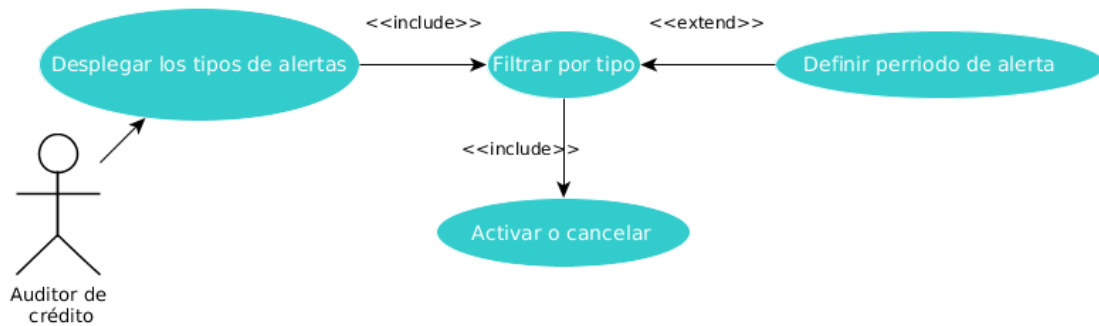 <<include>>
<<extend>>
Desplegar los tipos de alertas
Filtrar por tipo
Definir perriodo de alerta
<<include>>
Activar o cancelar
Auditor de
crédito